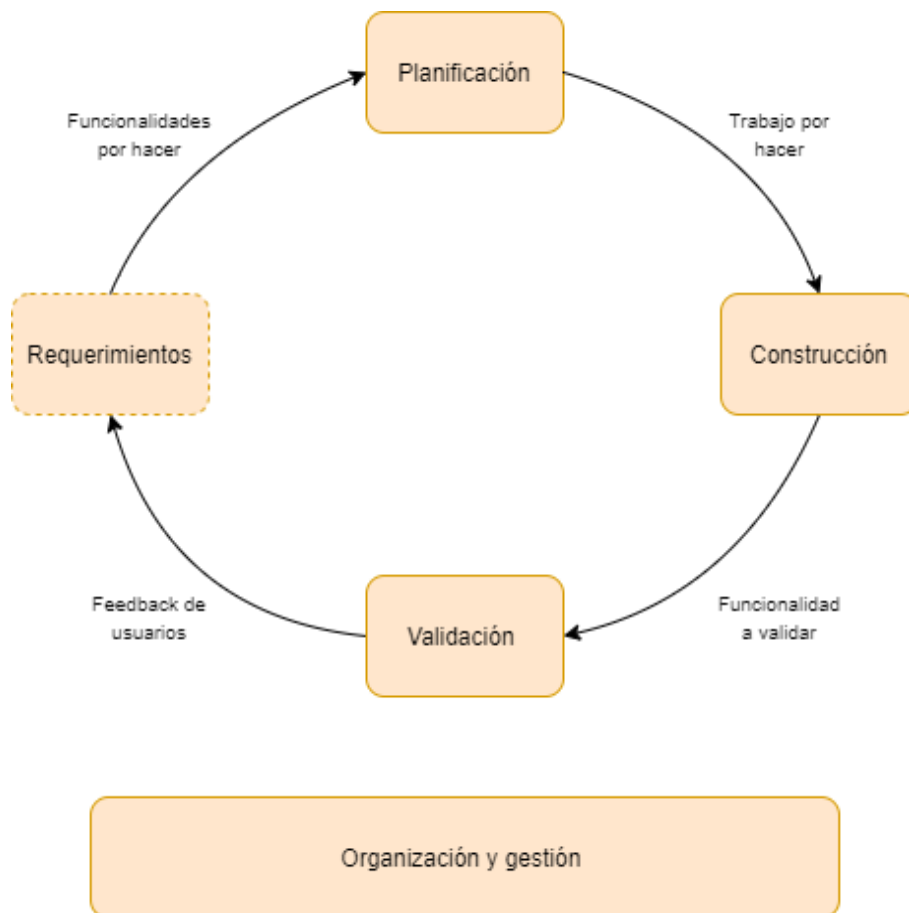 Planificación
Funcionalidades
por hacer
Trabajo por
hacer
Requerimientos
Construcción
Feedback de
usuarios
Validación
Funcionalidad
a validar
Organización y gestión